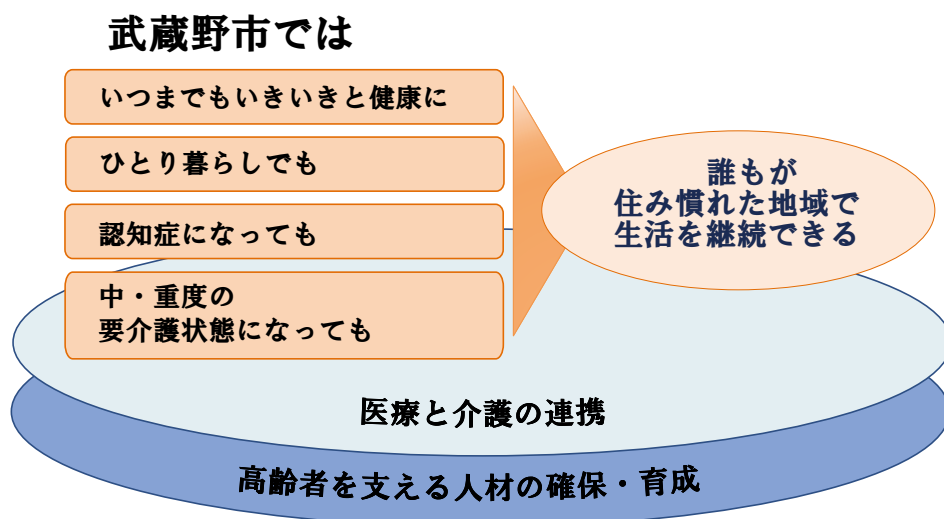 武蔵野市では
いつまでもいきいきと健康に
ひとり暮らしでも
認知症になっても
中・重度の
要介護状態になっても
誰もが
住み慣れた地域で
生活を継続できる
医療と介護の連携
高齢者を支える人材の確保・育成